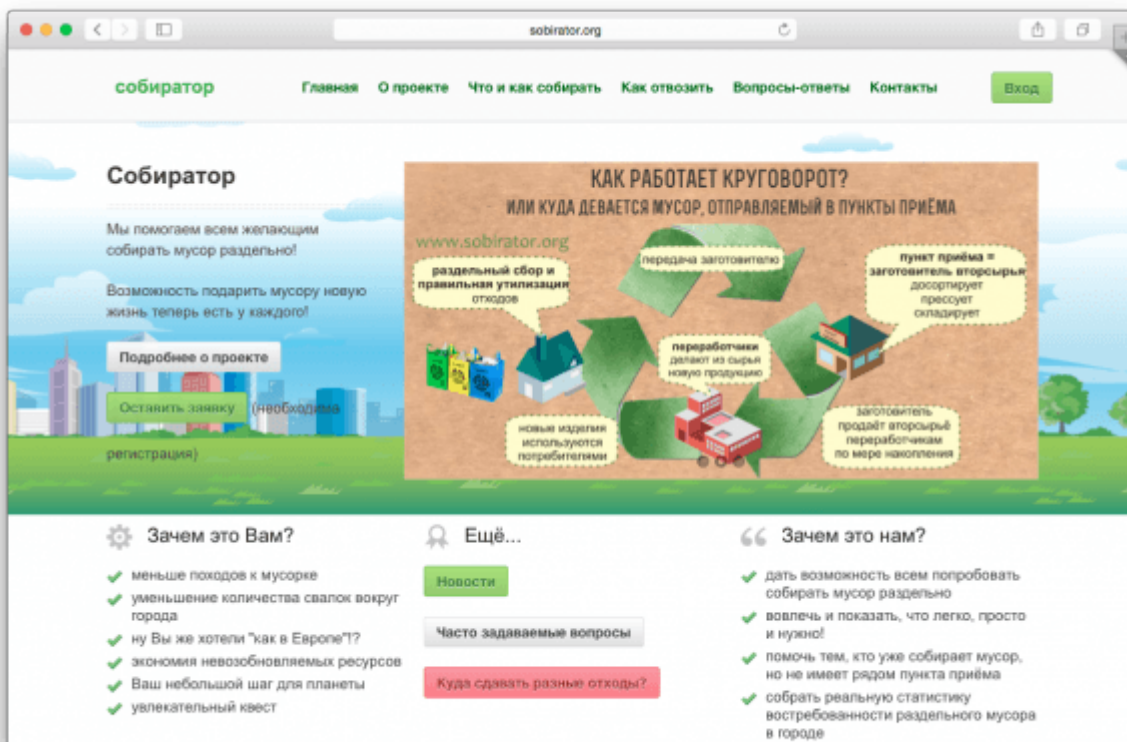 sobirator.org
собиратор
Главная О проекте Что и как собирать Как отвозить Вопросы-ответы Контакты Вход
Собиратор
Мы помогаем всем желающим
собирать мусор раздельно!
Возможность подарить мусору новую
жизнь теперь есть у каждого!
Подробнее о проекте
Оставить заявку (необходима
регистрация)
КАК РАБОТАЕТ КРУГОВОРОТ?
ИЛИ КУДА ДЕВАЕТСЯ МУСОР, ОТПРАВЛЯЕМЫЙ В ПУНКТЫ ПРИЁМА
www.sobirator.org
раздельный сбор и
правильная утилизация
отходов
передача заготовителю
пункт приёма =
заготовитель вторсырья
досортирует
прессует
складирует
переработчики
делают из сырья
новую продукцию
новые изделия
используются
потребителями
заготовитель
продаёт вторсырьё
переработчикам
по мере накопления
Зачем это Вам?
меньше походов к мусорке
уменьшение количества свалок вокруг
города
ну Вы же хотели "как в Европе"!?
экономия невозобновляемых ресурсов
Ваш небольшой шаг для планеты
увлекательный квест
Ещё...
Новости
Часто задаваемые вопросы
Куда сдавать разные отходы?
Зачем это нам?
дать возможность всем попробовать
собирать мусор раздельно
вовлечь и показать, что легко, просто
и нужно!
помочь тем, кто уже собирает мусор,
но не имеет рядом пункта приёма
собрать реальную статистику
востребованности раздельного мусора
в городе